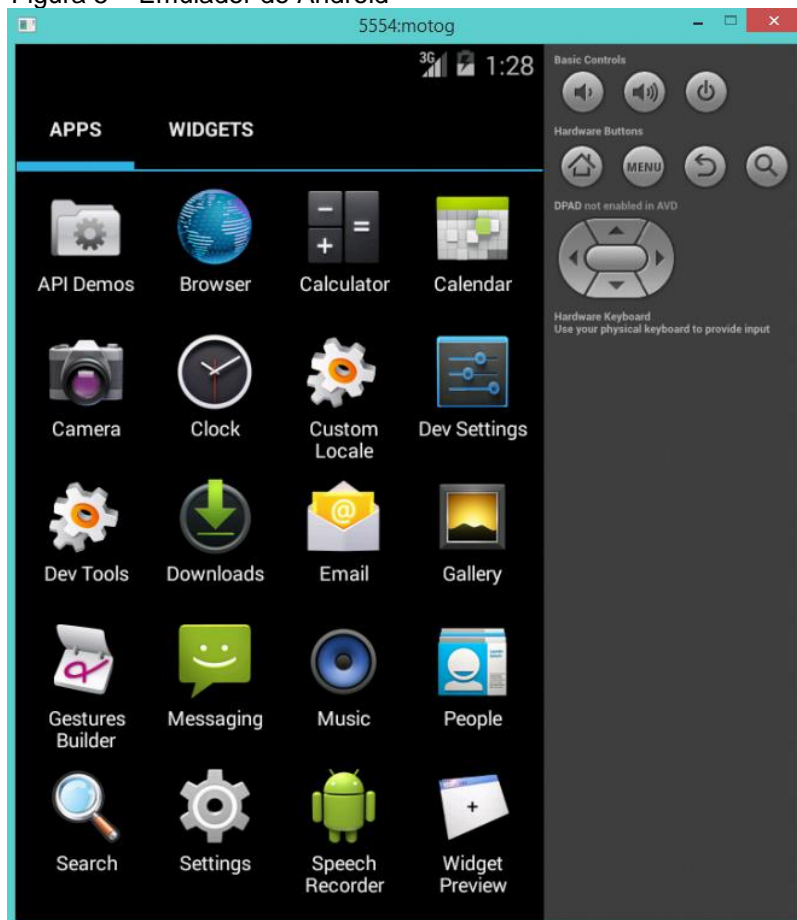 5554:motog
3G 1:28
Basic Controls
APPS WIDGETS
Hardware Buttons
MENU
DPAD not enabled in AVD
API Demos Browser Calculator Calendar
Hardware Keyboard
Use your physical keyboard to provide input
Camera Clock Custom Locale Dev Settings
Dev Tools Downloads Email Gallery
Gestures Builder Messaging Music People
Search Settings Speech Recorder Widget Preview